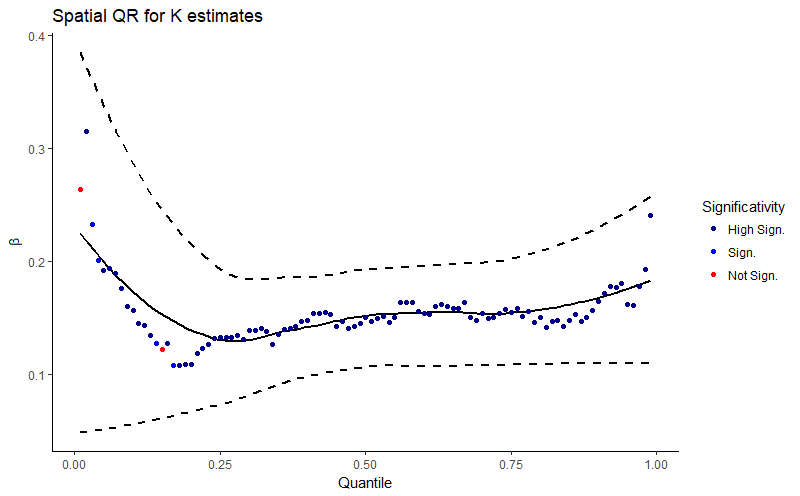 Spatial QR for K estimates
0.4
0.3
0.2
0.1
β
0.00
0.25
0.50
0.75
1.00
Quantile
Significativity
High Sign.
Sign.
Not Sign.